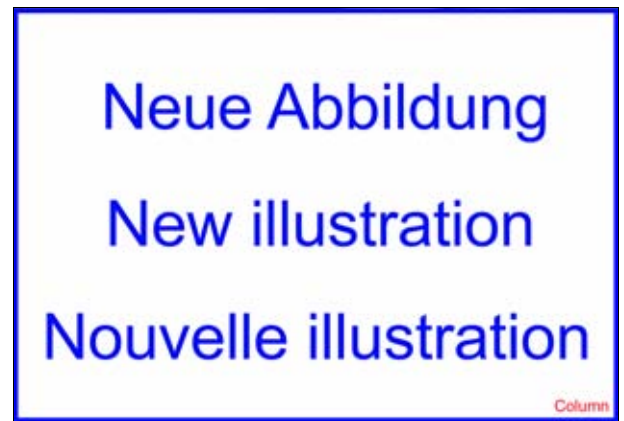 Neue Abbildung
New illustration
Nouvelle illustration
Column